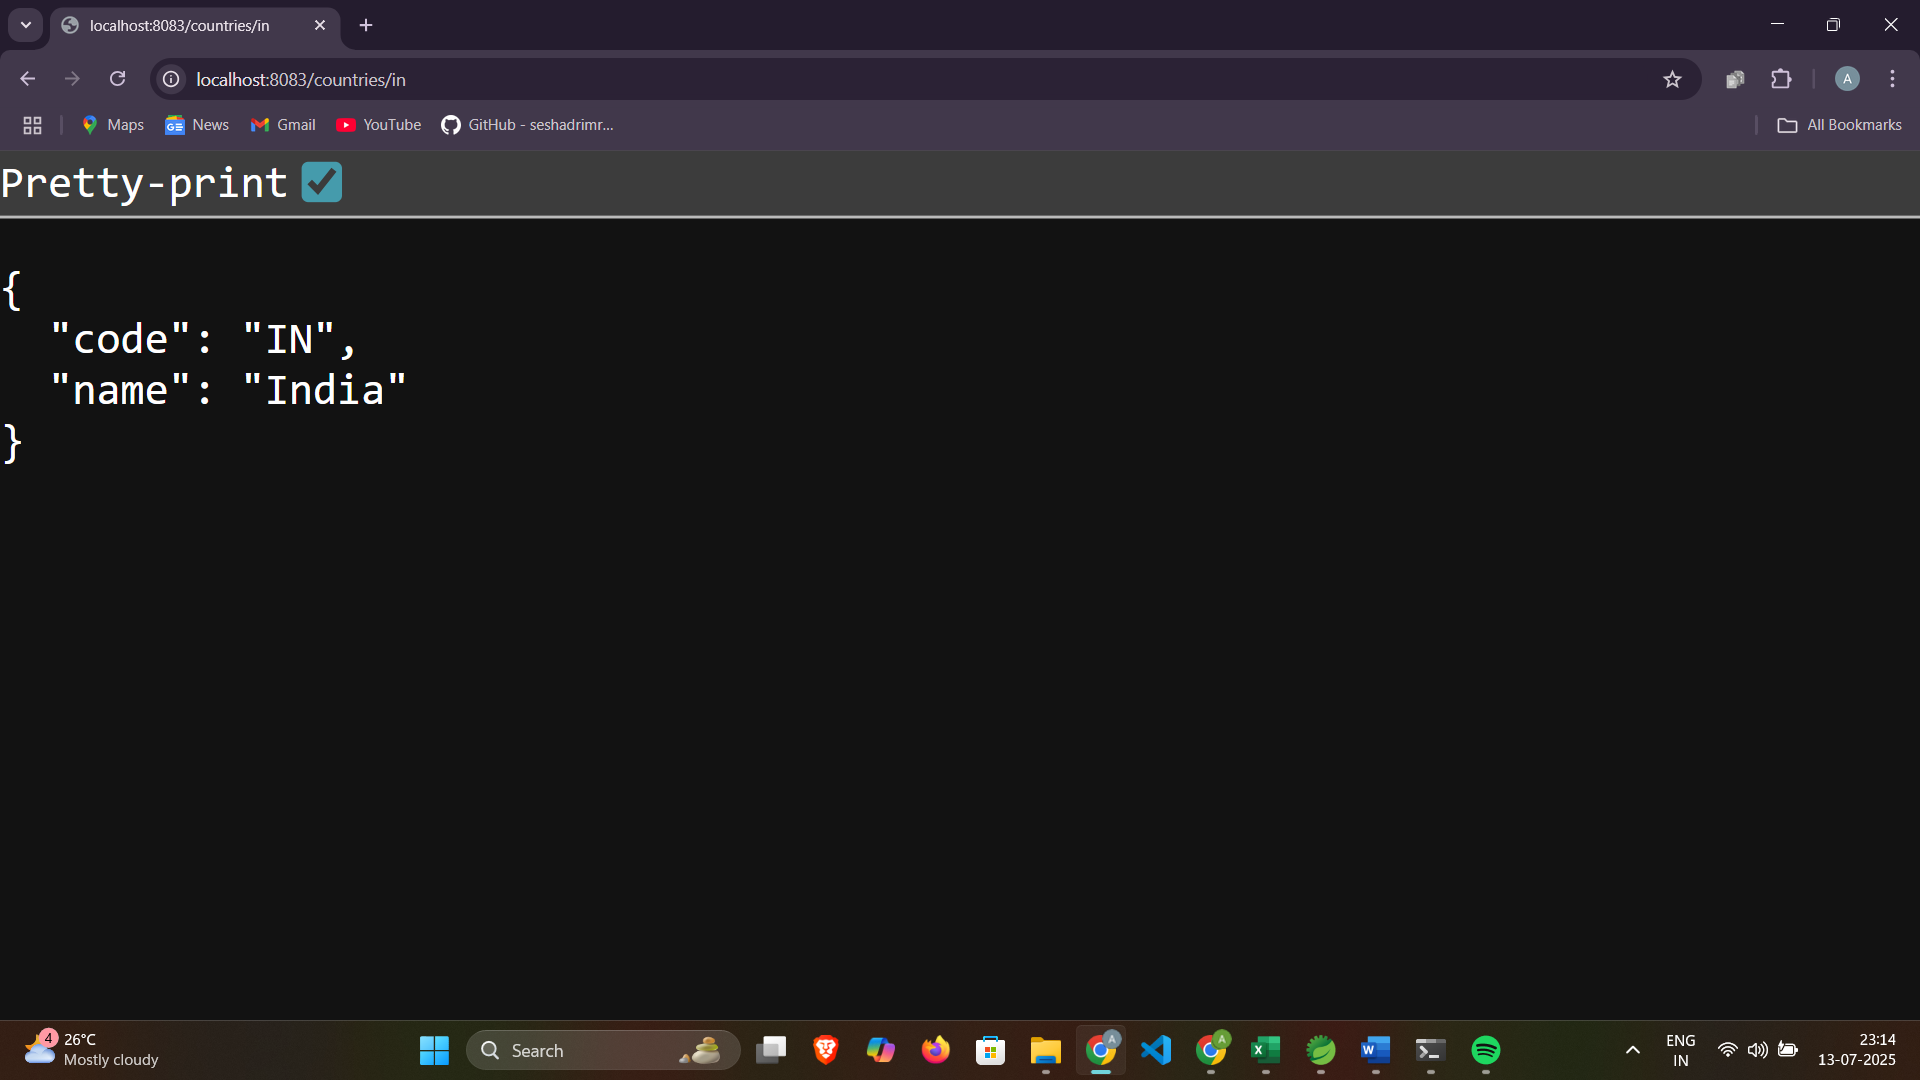 localhost:8083/countries/in
localhost:8083/countries/in
A
Maps
News
Gmail
YouTube
GitHub - seshadrimr...
All Bookmarks
Pretty-print
{
"code": "IN",
"name": "India"
}
4
26°C
Mostly cloudy
Search
A
A
ENG
IN
23:14
13-07-2025